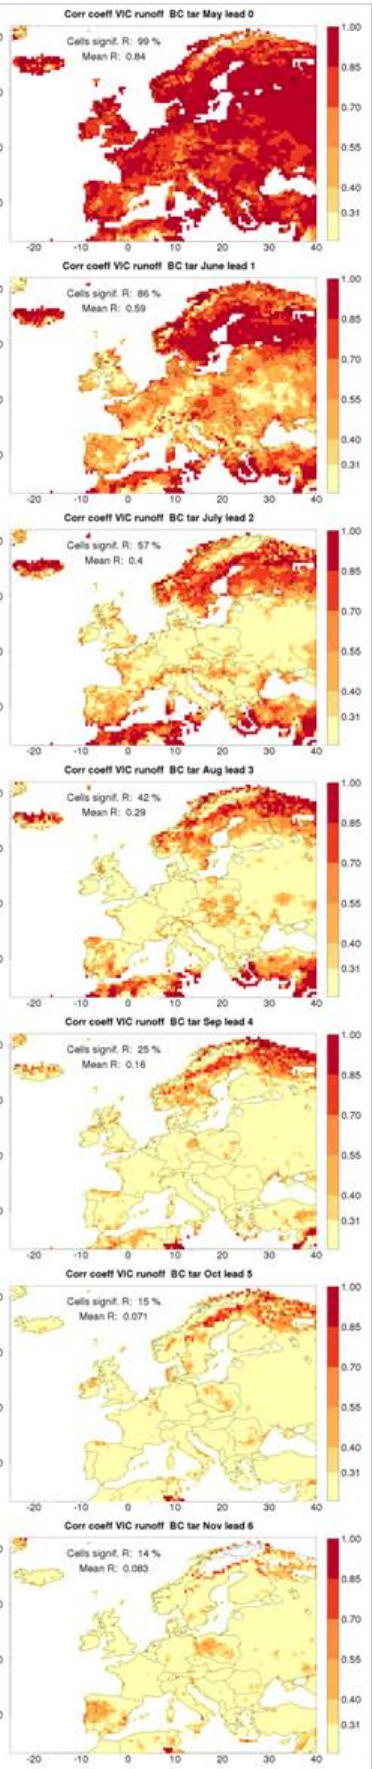 Corr coeff VIC runoff BC tar May lead 0
Cells signif. R: 99 %
Mean R: 0.84
1.00
0.85
0.70
0.55
0.40
0.31
-20 -10 0 10 20 30 40
Corr coeff VIC runoff BC tar June lead 1
Cells signif. R: 86 %
Mean R: 0.59
1.00
0.85
0.70
0.55
0.40
0.31
-20 -10 0 10 20 30 40
Corr coeff VIC runoff BC tar July lead 2
Cells signif. R: 57 %
Mean R: 0.4
1.00
0.85
0.70
0.55
0.40
0.31
-20 -10 0 10 20 30 40
Corr coeff VIC runoff BC tar Aug lead 3
Cells signif. R: 42 %
Mean R: 0.29
1.00
0.85
0.70
0.55
0.40
0.31
-20 -10 0 10 20 30 40
Corr coeff VIC runoff BC tar Sep lead 4
Cells signif. R: 25 %
Mean R: 0.16
1.00
0.85
0.70
0.55
0.40
0.31
-20 -10 0 10 20 30 40
Corr coeff VIC runoff BC tar Oct lead 5
Cells signif. R: 15 %
Mean R: 0.071
1.00
0.85
0.70
0.55
0.40
0.31
-20 -10 0 10 20 30 40
Corr coeff VIC runoff BC tar Nov lead 6
Cells signif. R: 14 %
Mean R: 0.083
1.00
0.85
0.70
0.55
0.40
0.31
-20 -10 0 10 20 30 40